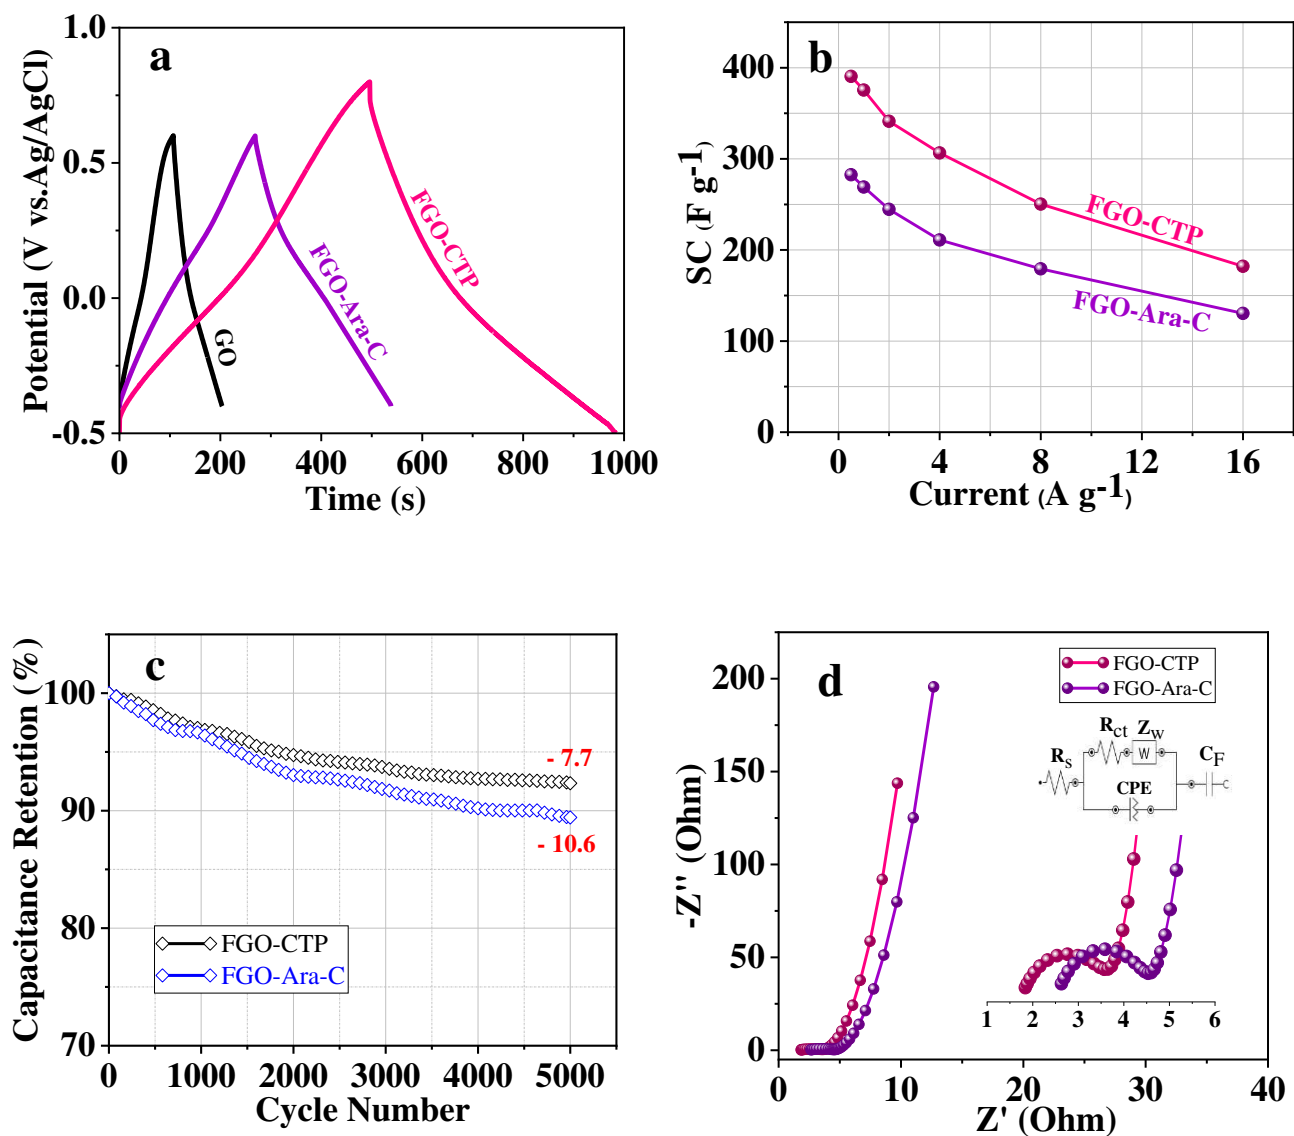 a
Potential (V vs.Ag/AgCl)
1.0
0.5
0.0
-0.5
GO
FGO-Ara-C
FGO-CTP
0 200 400 600 800 1000
Time (s)
b
SC (F g-1)
400
300
200
100
0
FGO-CTP
FGO-Ara-C
0 4 8 12 16
Current (A g-1)
c
Capacitance Retention (%)
100
90
80
70
- 7.7
- 10.6
FGO-CTP
FGO-Ara-C
0 1000 2000 3000 4000 5000
Cycle Number
d
-Z'' (Ohm)
200
150
100
50
0
FGO-CTP
FGO-Ara-C
Rs
Rct
Zw
W
CPE
CF
1 2 3 4 5 6
0 10 20 30 40
Z' (Ohm)